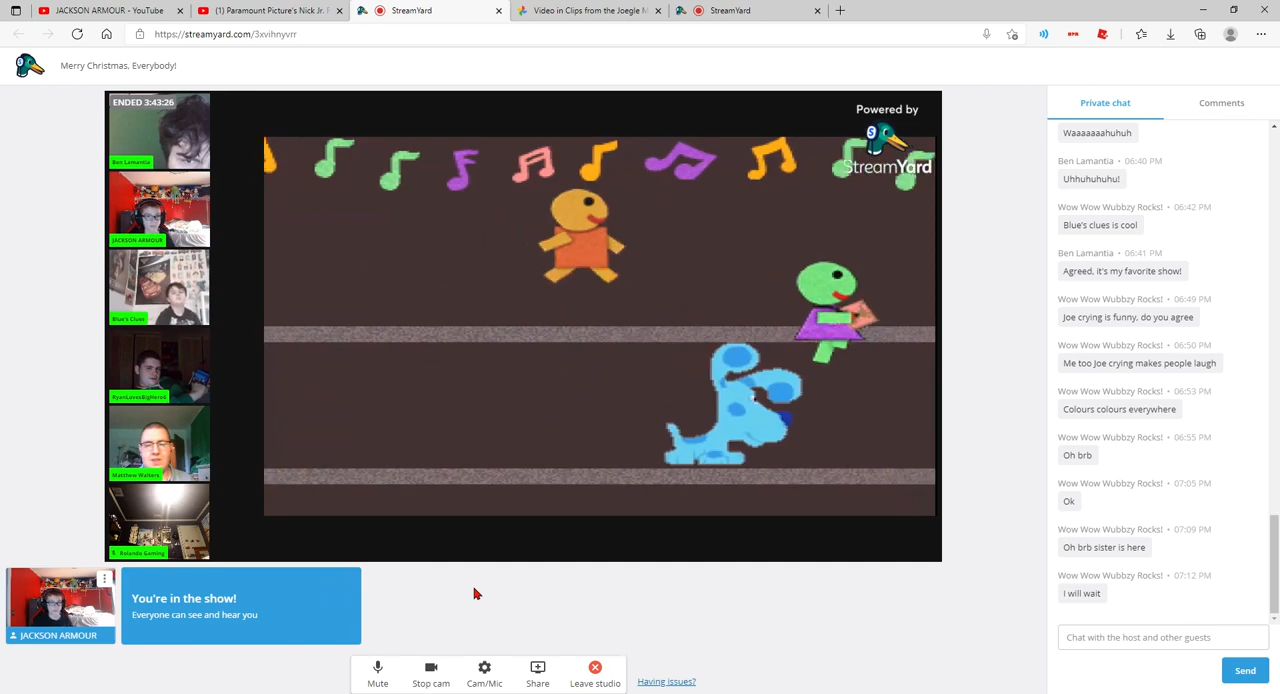 JACKSON ARMOUR - YouTube
(1) Paramount Picture's Nick Jr. F
StreamYard
Video in Clips from the Joegle M
StreamYard
https://streamyard.com/3xvihnyvrr
Merry Christmas, Everybody!
ENDED 3:43:26
Ben Lamantia
JACKSON ARMOUR
Blue's Clues
RyanLovesBigHero6
Matthew Walters
Rolando Gaming
Powered by
StreamYard
JACKSON ARMOUR
You're in the show!
Everyone can see and hear you
Mute
Stop cam
Cam/Mic
Share
Leave studio
Having issues?
Private chat
Comments
Waaaaaaahuhuh
Ben Lamantia 06:40 PM
Uhhuhuhuhu!
Wow Wow Wubbzy Rocks! 06:42 PM
Blue's clues is cool
Ben Lamantia 06:41 PM
Agreed, it's my favorite show!
Wow Wow Wubbzy Rocks! 06:49 PM
Joe crying is funny, do you agree
Wow Wow Wubbzy Rocks! 06:50 PM
Me too Joe crying makes people laugh
Wow Wow Wubbzy Rocks! 06:53 PM
Colours colours everywhere
Wow Wow Wubbzy Rocks! 06:55 PM
Oh brb
Wow Wow Wubbzy Rocks! 07:05 PM
Ok
Wow Wow Wubbzy Rocks! 07:09 PM
Oh brb sister is here
Wow Wow Wubbzy Rocks! 07:12 PM
I will wait
Chat with the host and other guests
Send